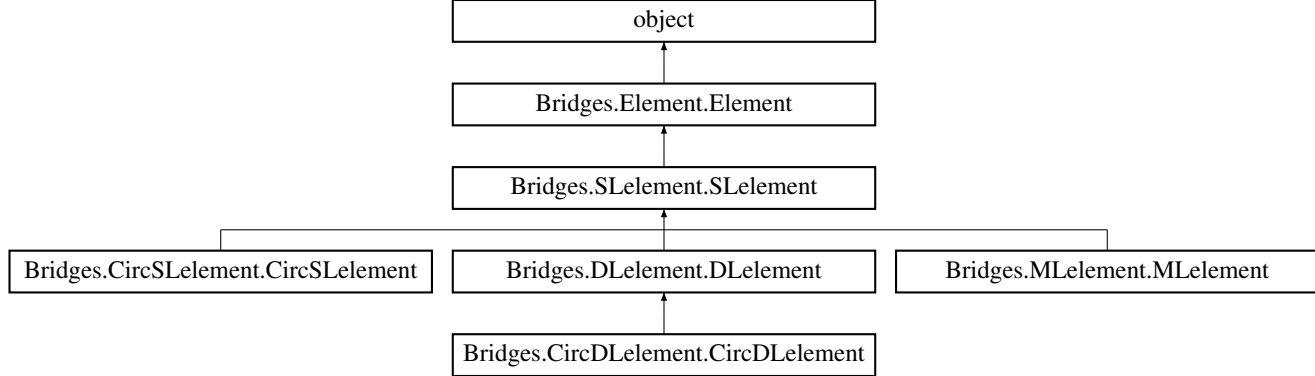 object
Bridges.Element.Element
Bridges.SLelement.SLelement
Bridges.CircSLelement.CircSLelement
Bridges.DLelement.DLelement
Bridges.MLelement.MLelement
Bridges.CircDLelement.CircDLelement